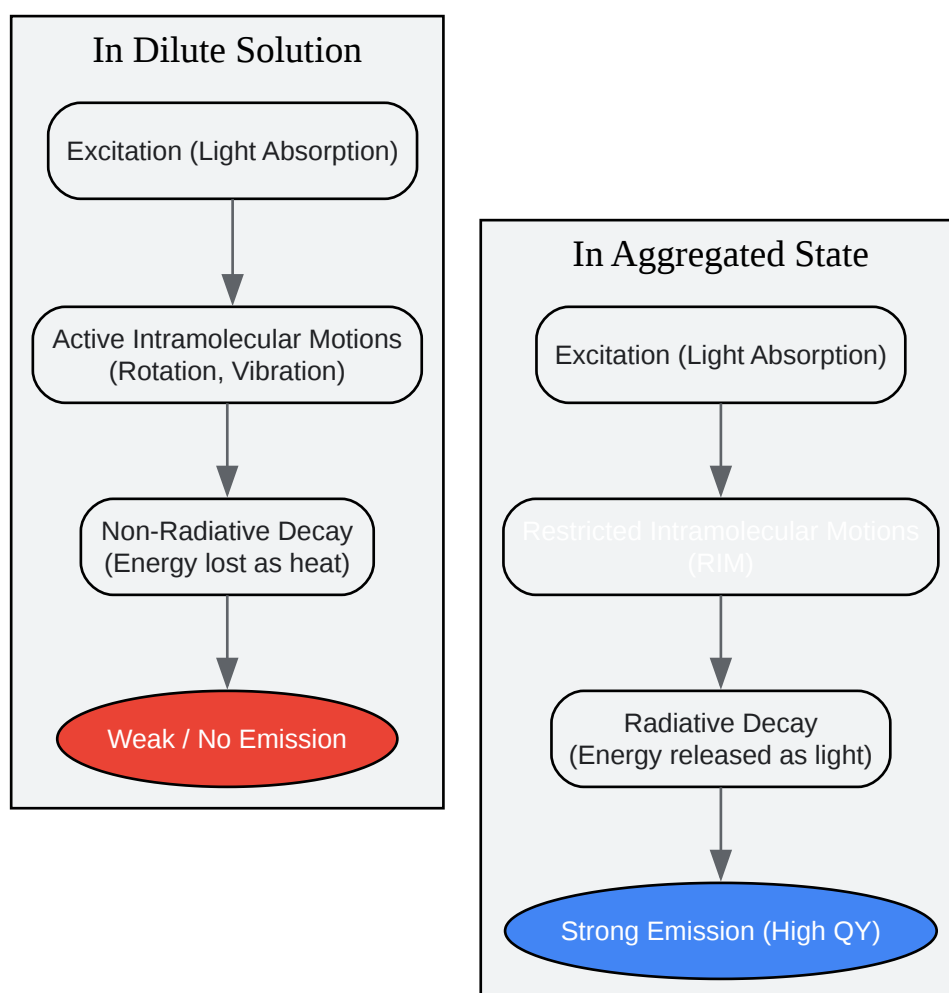 In Dilute Solution
Excitation (Light Absorption)
Active Intramolecular Motions
(Rotation, Vibration)
Non-Radiative Decay
(Energy lost as heat)
Weak / No Emission
In Aggregated State
Excitation (Light Absorption)
Restricted Intramolecular Motions
(RIM)
Radiative Decay
(Energy released as light)
Strong Emission (High QY)